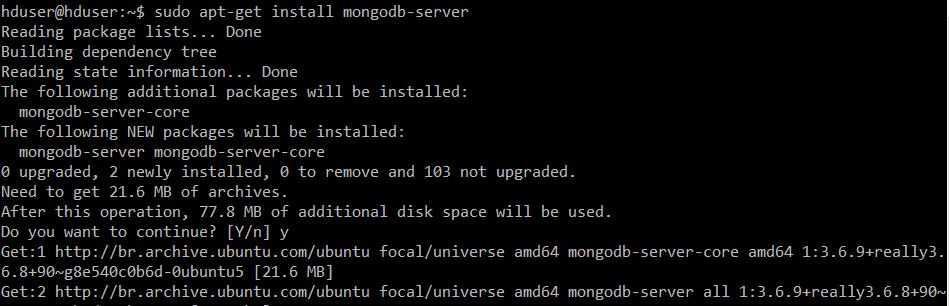 hduser@hduser:~$ sudo apt-get install mongodb-server
Reading package lists... Done
Building dependency tree
Reading state information... Done
The following additional packages will be installed:
  mongodb-server-core
The following NEW packages will be installed:
  mongodb-server mongodb-server-core
0 upgraded, 2 newly installed, 0 to remove and 103 not upgraded.
Need to get 21.6 MB of archives.
After this operation, 77.8 MB of additional disk space will be used.
Do you want to continue? [Y/n] y
Get:1 http://br.archive.ubuntu.com/ubuntu focal/universe amd64 mongodb-server-core amd64 1:3.6.9+really3.
6.8+90~g8e540c0b6d-0ubuntu5 [21.6 MB]
Get:2 http://br.archive.ubuntu.com/ubuntu focal/universe amd64 mongodb-server all 1:3.6.9+really3.6.8+90~